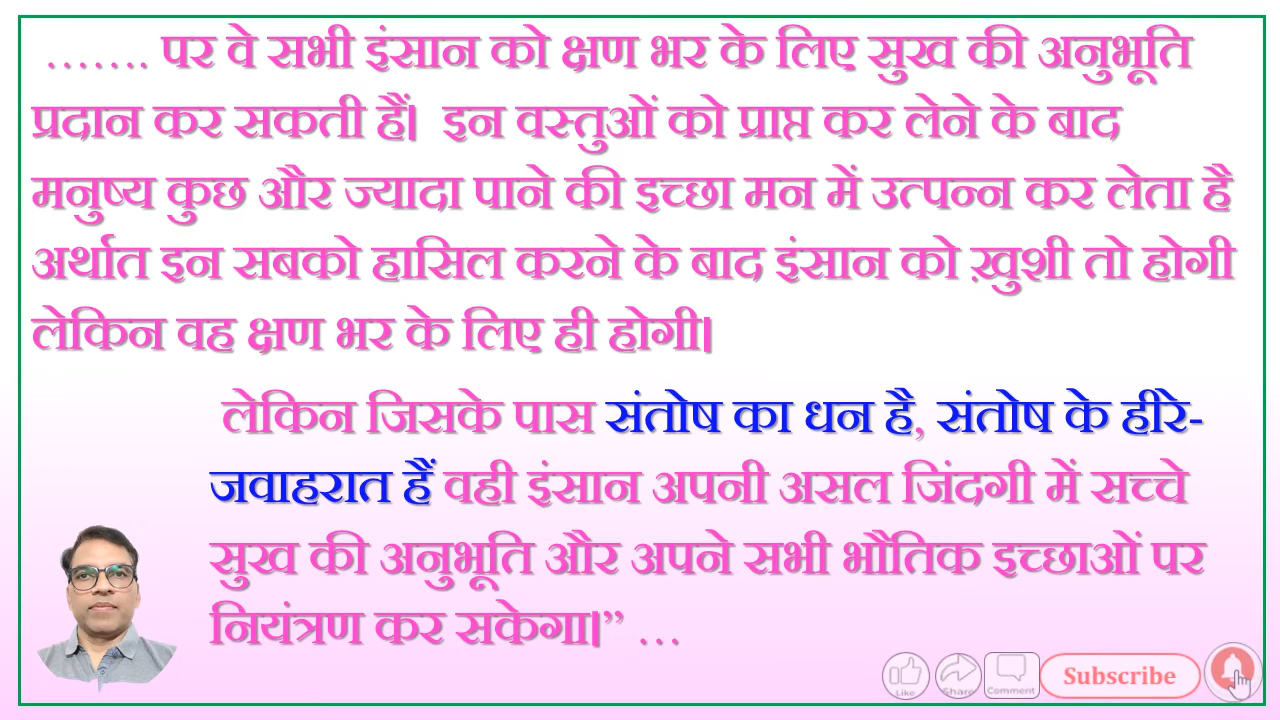 ....... पर वे सभी इंसान को क्षण भर के लिए सुख की अनुभूति
प्रदान कर सकती हैं। इन वस्तुओं को प्राप्त कर लेने के बाद
मनुष्य कुछ और ज्यादा पाने की इच्छा मन में उत्पन्न कर लेता है
अर्थात इन सबको हासिल करने के बाद इंसान को ख़ुशी तो होगी
लेकिन वह क्षण भर के लिए ही होगी।
लेकिन जिसके पास संतोष का धन है, संतोष के हीरे-
जवाहरात हैं वही इंसान अपनी असल जिंदगी में सच्चे
सुख की अनुभूति और अपने सभी भौतिक इच्छाओं पर
नियंत्रण कर सकेगा।” ...
Like Share Comment Subscribe